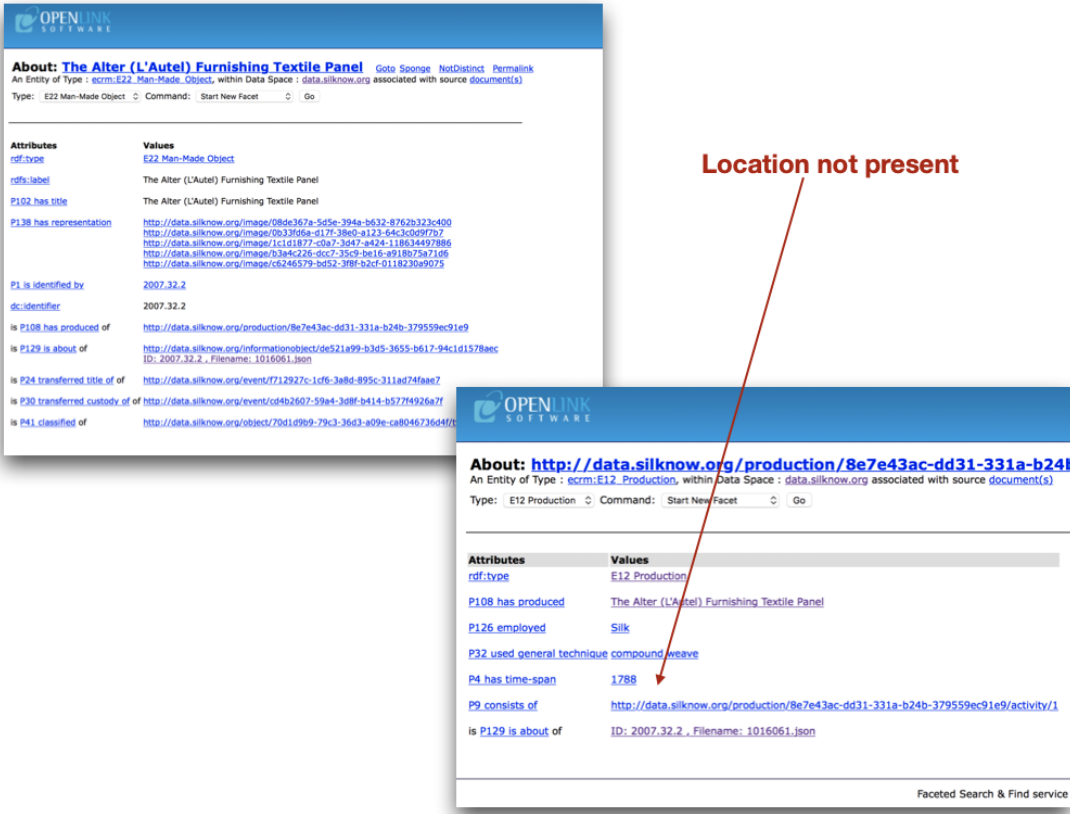 OPENLINK
SOFTWARE
About: The Alter (L'Autel) Furnishing Textile Panel Goto Sponge NotDistinct Permalink
An Entity of Type : ecrm:E22_Man-Made_Object, within Data Space : data.silknow.org associated with source document(s)
Type: E22 Man-Made Object Command: Start New Facet Go
Attributes Values
rdf:type E22 Man-Made Object
rdfs:label The Alter (L'Autel) Furnishing Textile Panel
P102 has title The Alter (L'Autel) Furnishing Textile Panel
P138 has representation http://data.silknow.org/image/08de367a-5d5e-394a-b632-8762b323c400
http://data.silknow.org/image/0b33fd6a-d17f-38e0-a123-64c3c0d9f7b7
http://data.silknow.org/image/1c1d1877-c0a7-3d47-a424-118634497886
http://data.silknow.org/image/b3a4c226-dcc7-35c9-be16-a918b75a71d6
http://data.silknow.org/image/c6246579-bd52-3f8f-b2cf-0118230a9075
P1 is identified by 2007.32.2
dc:identifier 2007.32.2
is P108 has produced of http://data.silknow.org/production/8e7e43ac-dd31-331a-b24b-379559ec91e9
is P129 is about of http://data.silknow.org/informationobject/de521a99-b3d5-3655-b617-94c1d1578aec
ID: 2007.32.2 , Filename: 1016061.json
is P24 transferred title of of http://data.silknow.org/event/f712927c-1cf6-3a8d-895c-311ad74faae7
is P30 transferred custody of of http://data.silknow.org/event/cd4b2607-59a4-3d8f-b414-b577f4926a7f
is P41 classified of http://data.silknow.org/object/70d1d9b9-79c3-36d3-a09e-ca8046736d4f/t
Location not present
OPENLINK
SOFTWARE
About: http://data.silknow.org/production/8e7e43ac-dd31-331a-b24b
An Entity of Type : ecrm:E12_Production, within Data Space : data.silknow.org associated with source document(s)
Type: E12 Production Command: Start New Facet Go
Attributes Values
rdf:type E12 Production
P108 has produced The Alter (L'Autel) Furnishing Textile Panel
P126 employed Silk
P32 used general technique compound weave
P4 has time-span 1788
P9 consists of http://data.silknow.org/production/8e7e43ac-dd31-331a-b24b-379559ec91e9/activity/1
is P129 is about of ID: 2007.32.2 , Filename: 1016061.json
Faceted Search & Find service